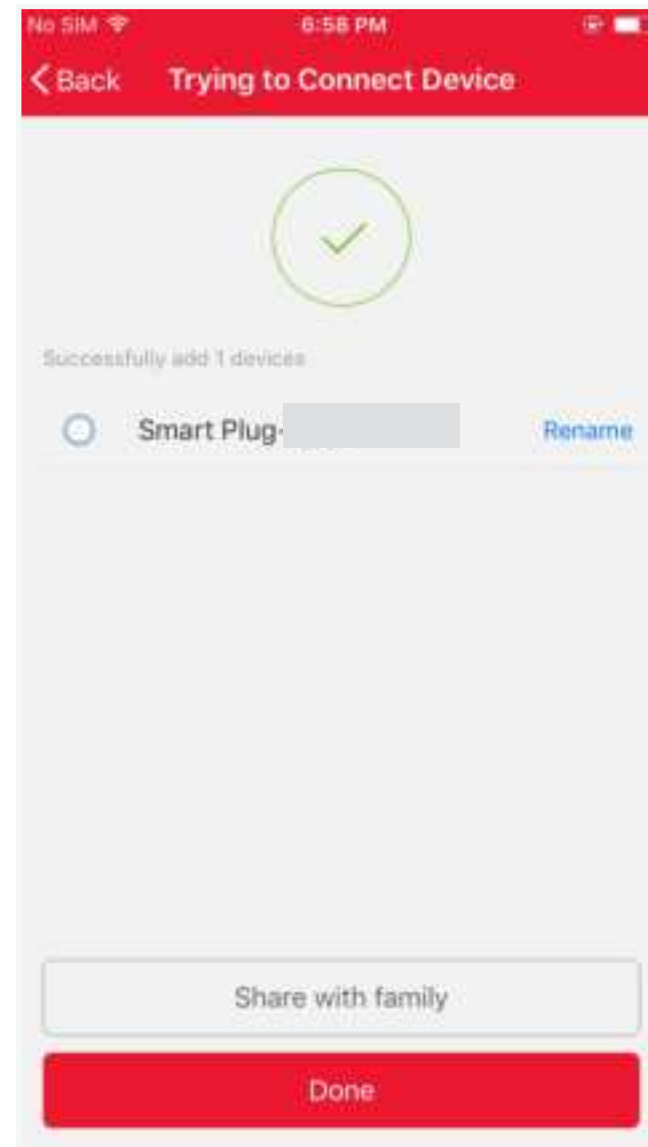 No SIM 6:58 PM
Back Trying to Connect Device
Successfully add 1 devices
Smart Plug- Rename
Share with family
Done